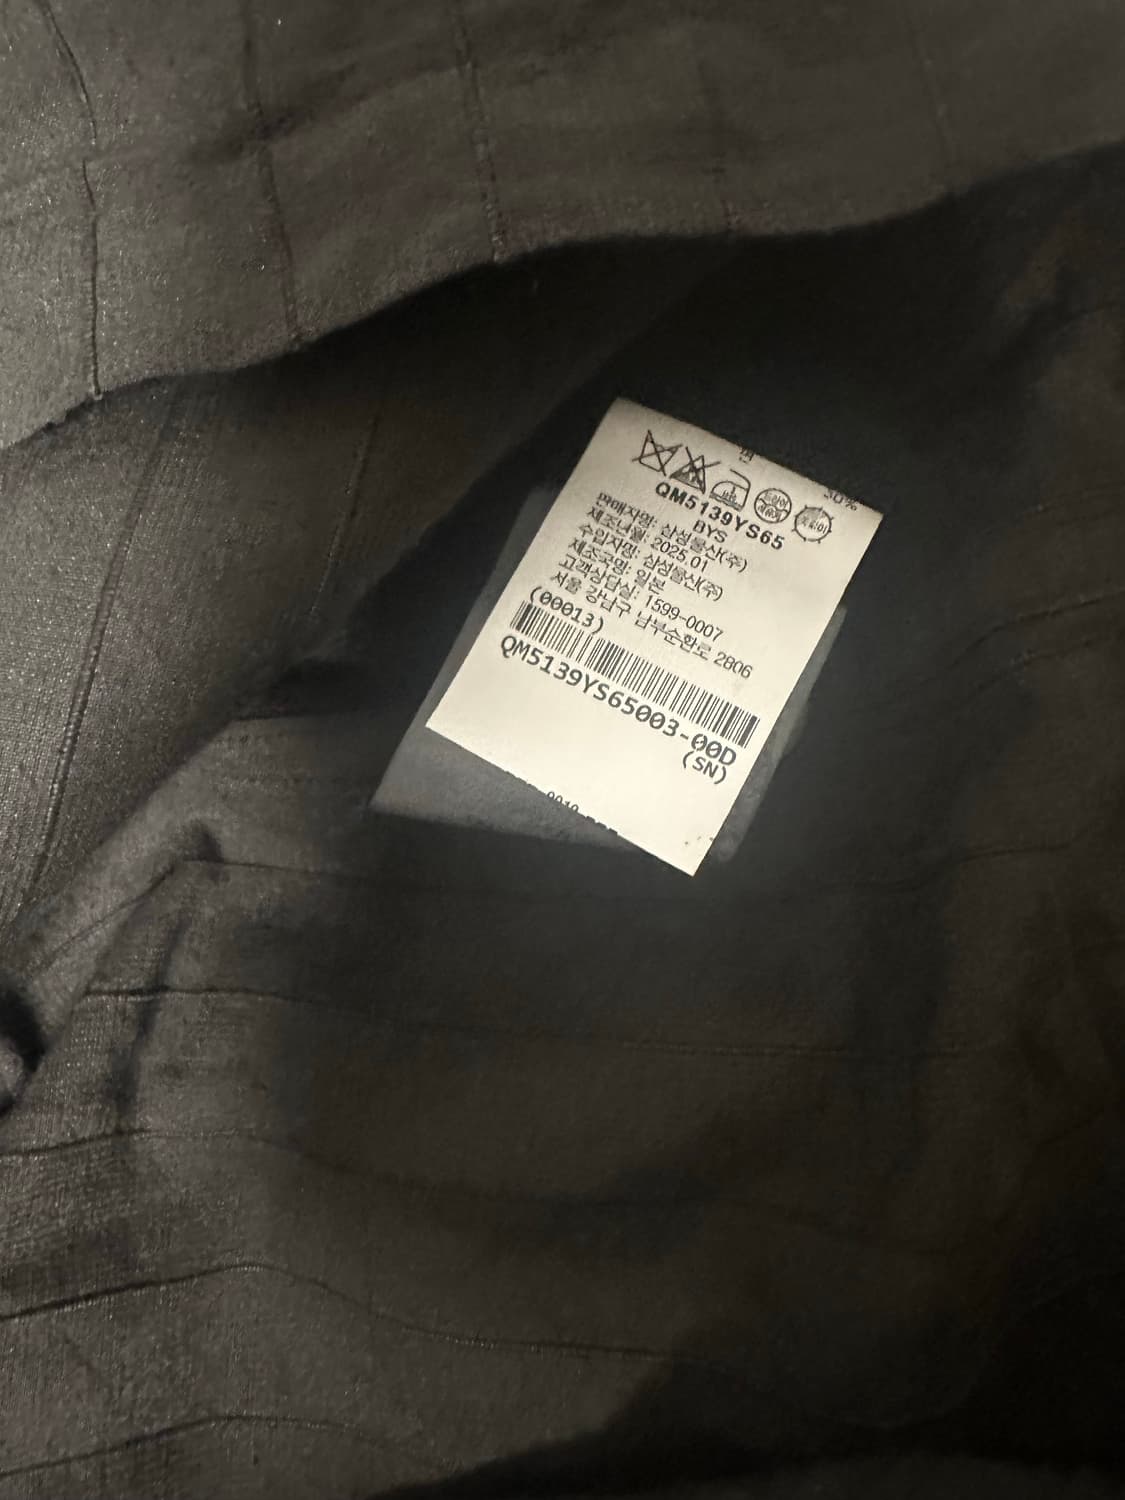 면 30%
QM5139YS65
BYS
판매자명: 삼성물산(주)
제조년월: 2025.01
수입자명: 삼성물산(주)
제조국명: 일본
고객상담실: 1599-0007
서울 강남구 남부순환로 2806
(00013)
QM5139YS65003-00D
(SN)